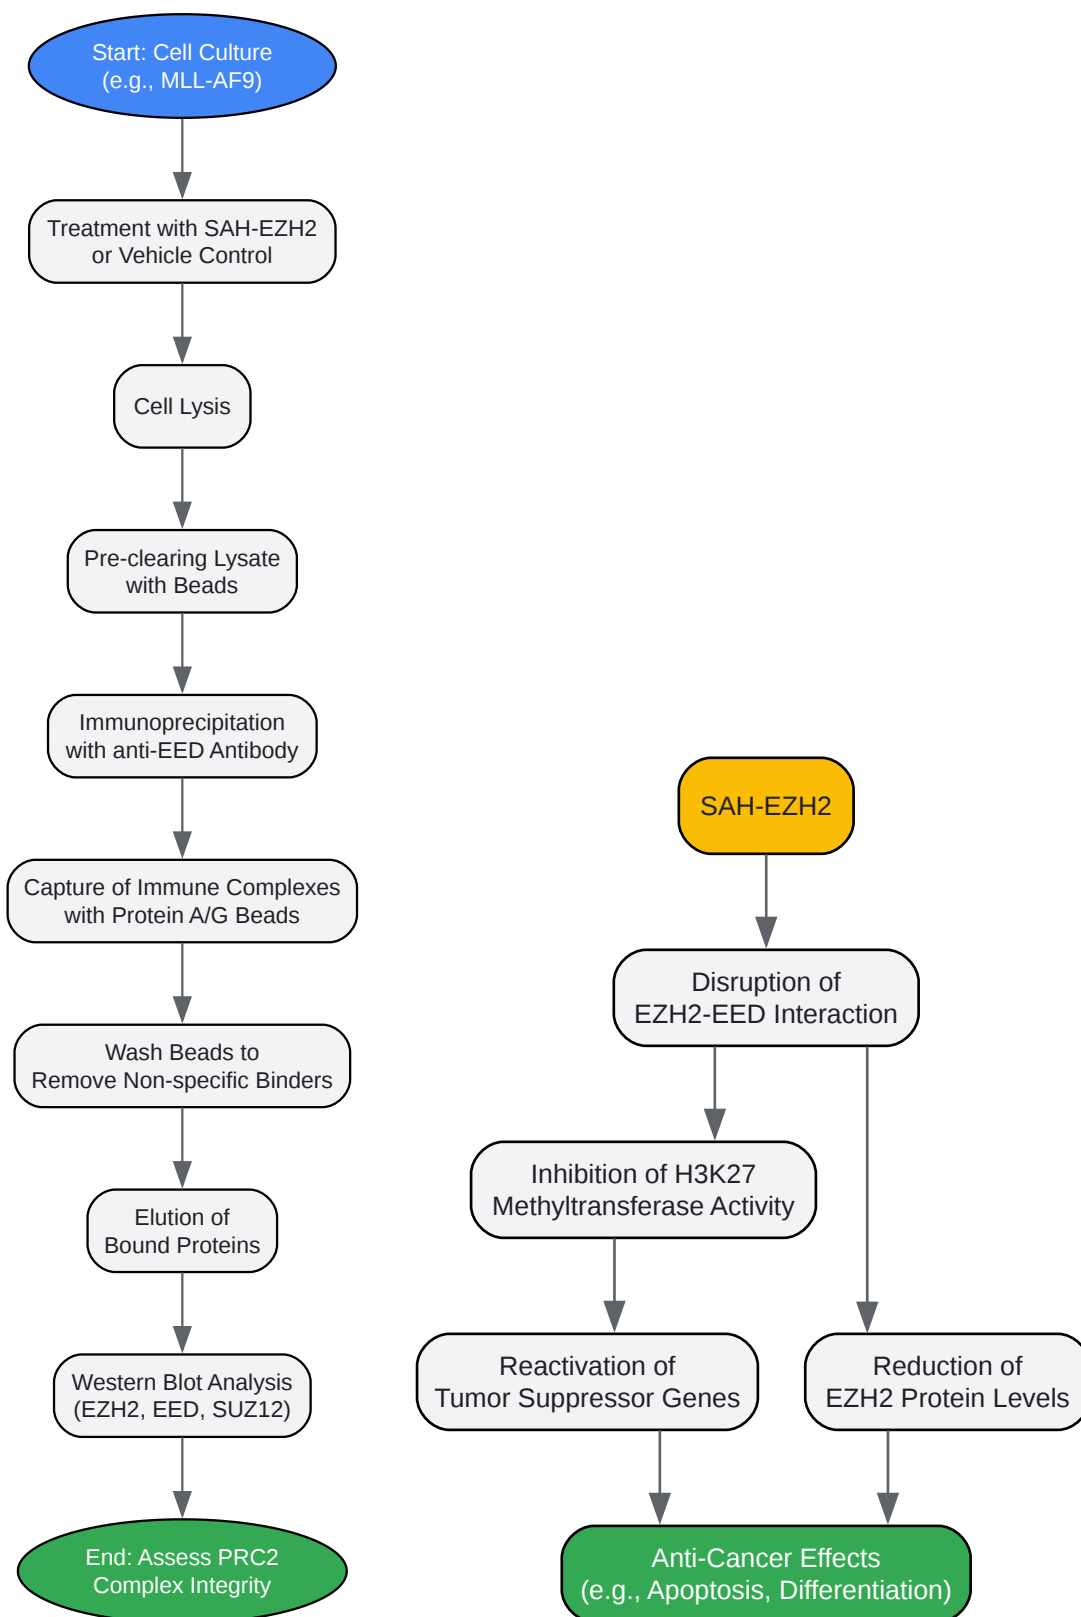 Start: Cell Culture
(e.g., MLL-AF9)
Treatment with SAH-EZH2
or Vehicle Control
Cell Lysis
Pre-clearing Lysate
with Beads
Immunoprecipitation
with anti-EED Antibody
Capture of Immune Complexes
with Protein A/G Beads
Wash Beads to
Remove Non-specific Binders
Elution of
Bound Proteins
Western Blot Analysis
(EZH2, EED, SUZ12)
End: Assess PRC2
Complex Integrity
SAH-EZH2
Disruption of
EZH2-EED Interaction
Inhibition of H3K27
Methyltransferase Activity
Reactivation of
Tumor Suppressor Genes
Reduction of
EZH2 Protein Levels
Anti-Cancer Effects
(e.g., Apoptosis, Differentiation)